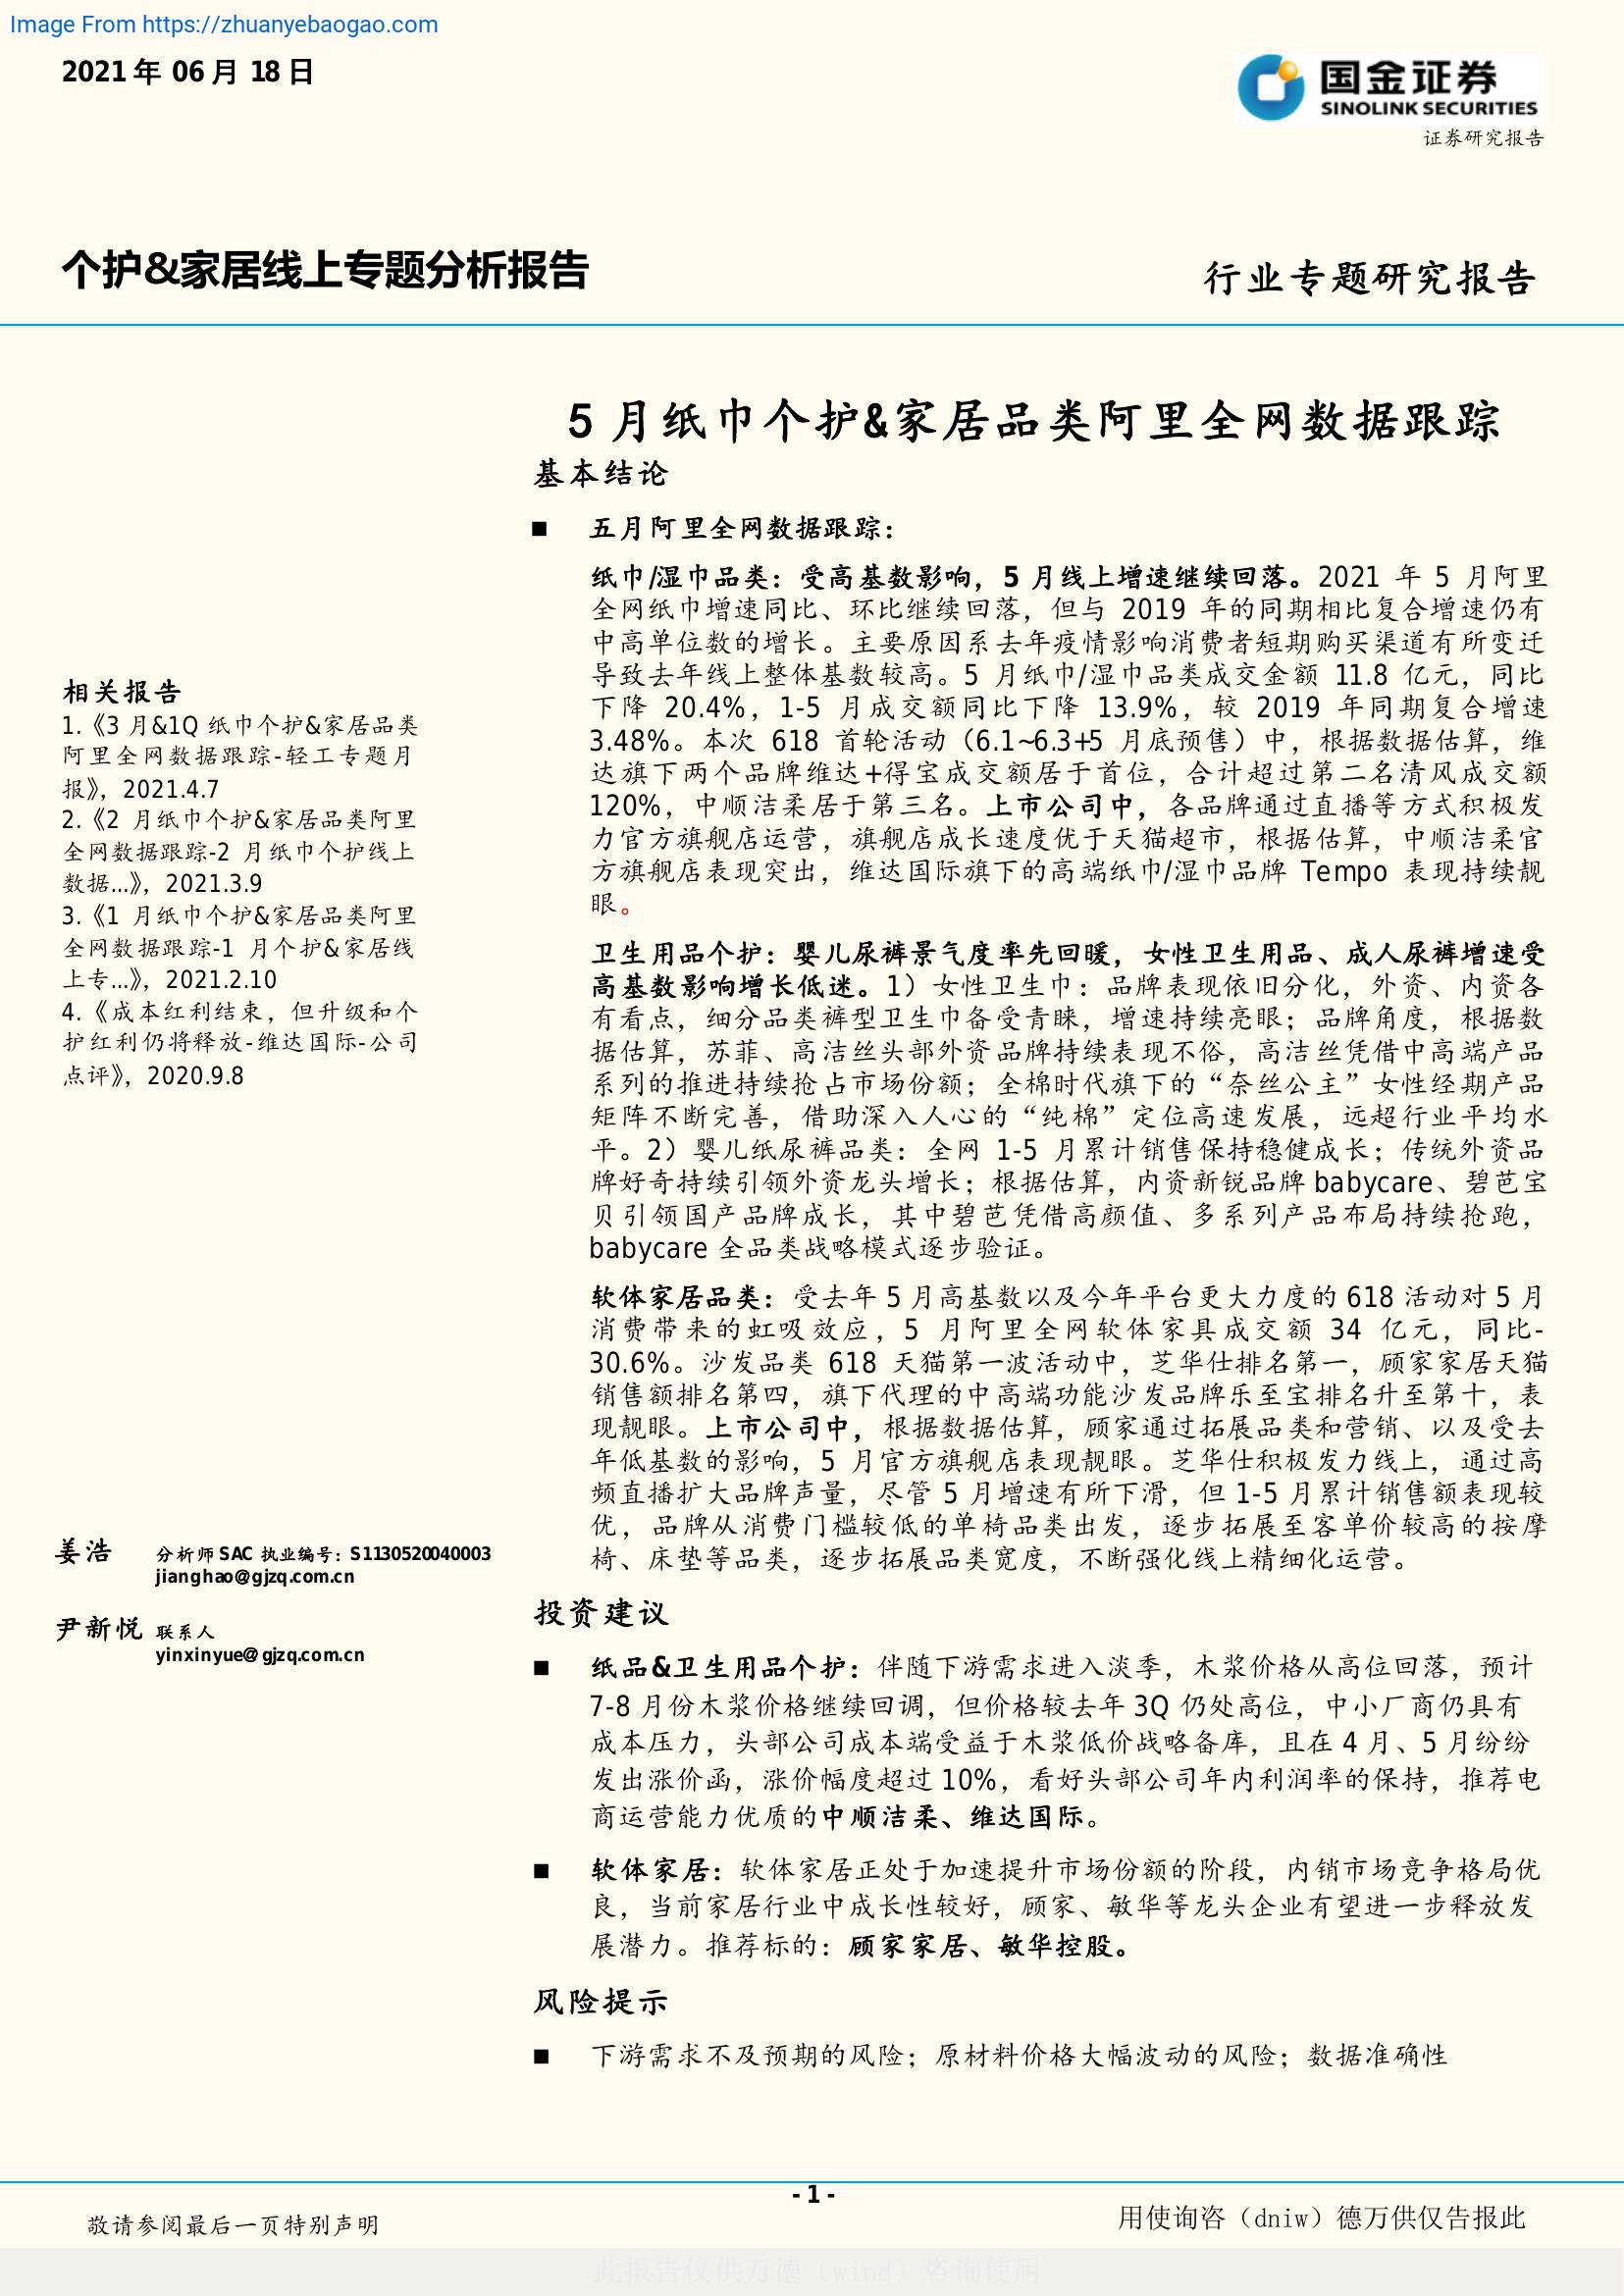 Image From https://zhuanyebaogao.com
2021 年 06 月 18 日
国金证券
SINOLINK SECURITIES
证券研究报告
个护&家居线上专题分析报告
行业专题研究报告
5 月纸巾个护&家居品类阿里全网数据跟踪
基本结论
■ 五月阿里全网数据跟踪：
纸巾/湿巾品类：受高基数影响，5 月线上增速继续回落。2021 年 5 月阿里
全网纸巾增速同比、环比继续回落，但与 2019 年的同期相比复合增速仍有
中高单位数的增长。主要原因系去年疫情影响消费者短期购买渠道有所变迁
导致去年线上整体基数较高。5 月纸巾/湿巾品类成交金额 11.8 亿元，同比
下降 20.4%，1-5 月成交额同比下降 13.9%，较 2019 年同期复合增速
3.48%。本次 618 首轮活动（6.1~6.3+5 月底预售）中，根据数据估算，维
达旗下两个品牌维达+得宝成交额居于首位，合计超过第二名清风成交额
120%，中顺洁柔居于第三名。上市公司中，各品牌通过直播等方式积极发
力官方旗舰店运营，旗舰店成长速度优于天猫超市，根据估算，中顺洁柔官
方旗舰店表现突出，维达国际旗下的高端纸巾/湿巾品牌 Tempo 表现持续靓
眼。
卫生用品个护：婴儿尿裤景气度率先回暖，女性卫生用品、成人尿裤增速受
高基数影响增长低迷。1）女性卫生巾：品牌表现依旧分化，外资、内资各
有看点，细分品类裤型卫生巾备受青睐，增速持续亮眼；品牌角度，根据数
据估算，苏菲、高洁丝头部外资品牌持续表现不俗，高洁丝凭借中高端产品
系列的推进持续抢占市场份额；全棉时代旗下的“奈丝公主”女性经期产品
矩阵不断完善，借助深入人心的“纯棉”定位高速发展，远超行业平均水
平。2）婴儿纸尿裤品类：全网 1-5 月累计销售保持稳健成长；传统外资品
牌好奇持续引领外资龙头增长；根据估算，内资新锐品牌 babycare、碧芭宝
贝引领国产品牌成长，其中碧芭凭借高颜值、多系列产品布局持续抢跑，
babycare 全品类战略模式逐步验证。
软体家居品类：受去年 5 月高基数以及今年平台更大力度的 618 活动对 5 月
消费带来的虹吸效应，5 月阿里全网软体家具成交额 34 亿元，同比-
30.6%。沙发品类 618 天猫第一波活动中，芝华仕排名第一，顾家家居天猫
销售额排名第四，旗下代理的中高端功能沙发品牌乐至宝排名升至第十，表
现靓眼。上市公司中，根据数据估算，顾家通过拓展品类和营销、以及受去
年低基数的影响，5 月官方旗舰店表现靓眼。芝华仕积极发力线上，通过高
频直播扩大品牌声量，尽管 5 月增速有所下滑，但 1-5 月累计销售额表现较
优，品牌从消费门槛较低的单椅品类出发，逐步拓展至客单价较高的按摩
椅、床垫等品类，逐步拓展品类宽度，不断强化线上精细化运营。
投资建议
■ 纸品&卫生用品个护：伴随下游需求进入淡季，木浆价格从高位回落，预计
7-8 月份木浆价格继续回调，但价格较去年 3Q 仍处高位，中小厂商仍具有
成本压力，头部公司成本端受益于木浆低价战略备库，且在 4 月、5 月纷纷
发出涨价函，涨价幅度超过 10%，看好头部公司年内利润率的保持，推荐电
商运营能力优质的中顺洁柔、维达国际。
■ 软体家居：软体家居正处于加速提升市场份额的阶段，内销市场竞争格局优
良，当前家居行业中成长性较好，顾家、敏华等龙头企业有望进一步释放发
展潜力。推荐标的：顾家家居、敏华控股。
风险提示
■ 下游需求不及预期的风险；原材料价格大幅波动的风险；数据准确性
相关报告
1.《3 月&1Q 纸巾个护&家居品类
阿里全网数据跟踪-轻工专题月
报》，2021.4.7
2.《2 月纸巾个护&家居品类阿里
全网数据跟踪-2 月纸巾个护线上
数据...》，2021.3.9
3.《1 月纸巾个护&家居品类阿里
全网数据跟踪-1 月个护&家居线
上专...》，2021.2.10
4.《成本红利结束，但升级和个
护红利仍将释放-维达国际-公司
点评》，2020.9.8
姜浩 分析师 SAC 执业编号：S1130520040003
jianghao@gjzq.com.cn
尹新悦 联系人
yinxinyue@gjzq.com.cn
- 1 -
敬请参阅最后一页特别声明
用使询咨（dniw）德万供仅告报此
此报告仅供万德（wind）咨询使用